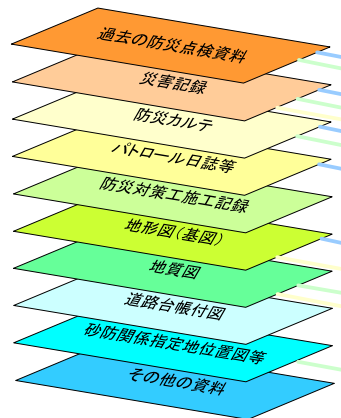 過去の防災点検資料
災害記録
防災カルテ
パトロール日誌等
防災対策工施工記録
地形図(基図)
地質図
道路台帳付図
砂防関係指定地位置図等
その他の資料